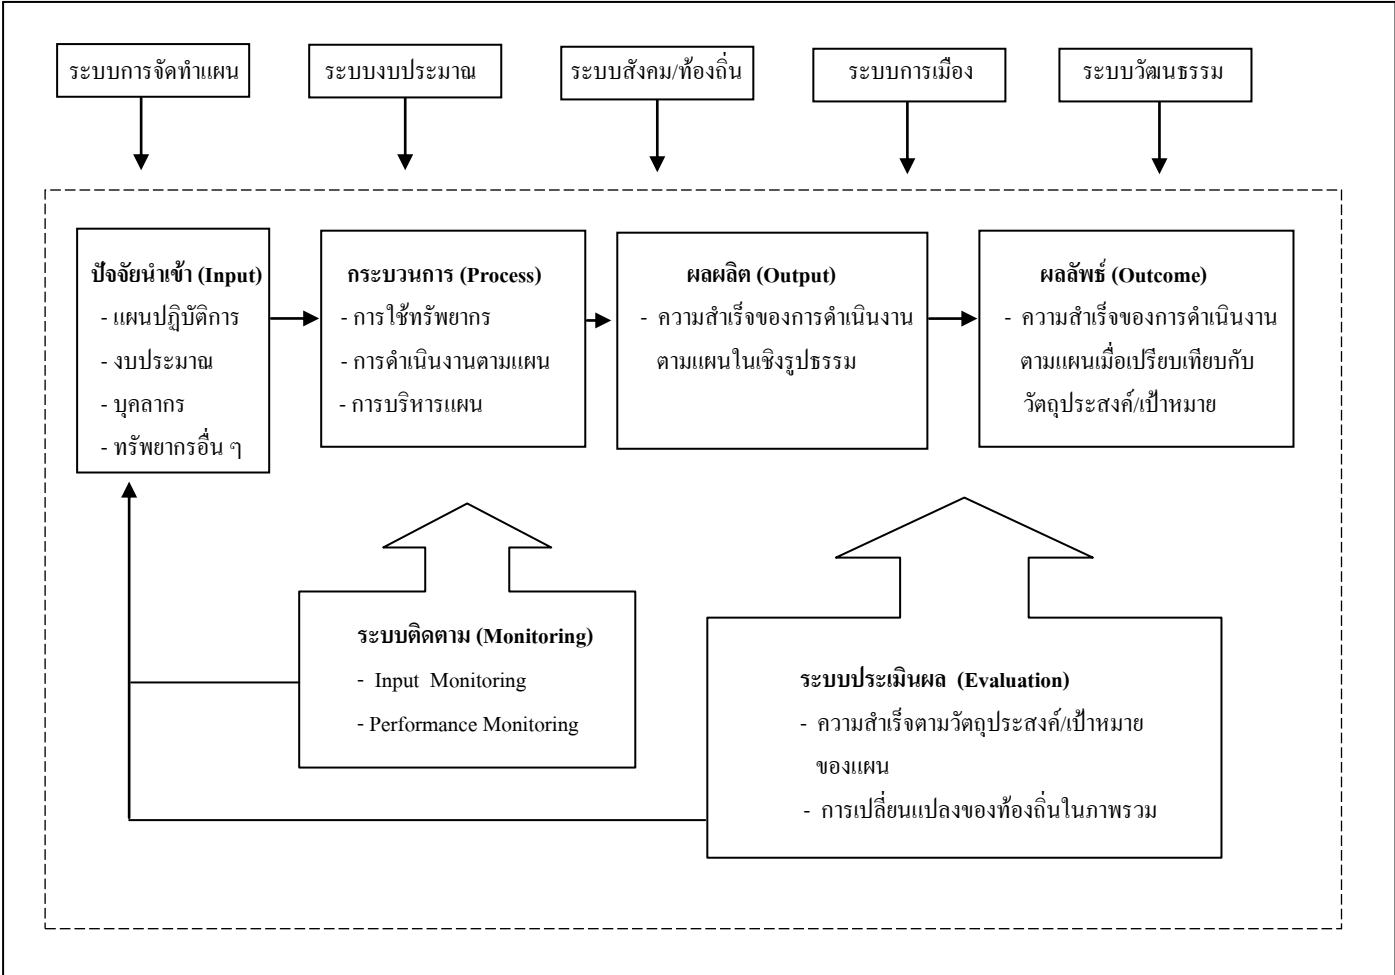 ระบบการจัดทำแผน
ระบบงบประมาณ
ระบบสังคม/ท้องถิ่น
ระบบการเมือง
ระบบวัฒนธรรม
ปัจจัยนำเข้า (Input)
- แผนปฏิบัติการ
- งบประมาณ
- บุคลากร
- ทรัพยากรอื่น ๆ
กระบวนการ (Process)
- การใช้ทรัพยากร
- การดำเนินงานตามแผน
- การบริหารแผน
ผลผลิต (Output)
- ความสำเร็จของการดำเนินงาน
ตามแผนในเชิงรูปธรรม
ผลลัพธ์ (Outcome)
- ความสำเร็จของการดำเนินงาน
ตามแผนเมื่อเปรียบเทียบกับ
วัตถุประสงค์/เป้าหมาย
ระบบติดตาม (Monitoring)
- Input Monitoring
- Performance Monitoring
ระบบประเมินผล (Evaluation)
- ความสำเร็จตามวัตถุประสงค์/เป้าหมาย
ของแผน
- การเปลี่ยนแปลงของท้องถิ่นในภาพรวม